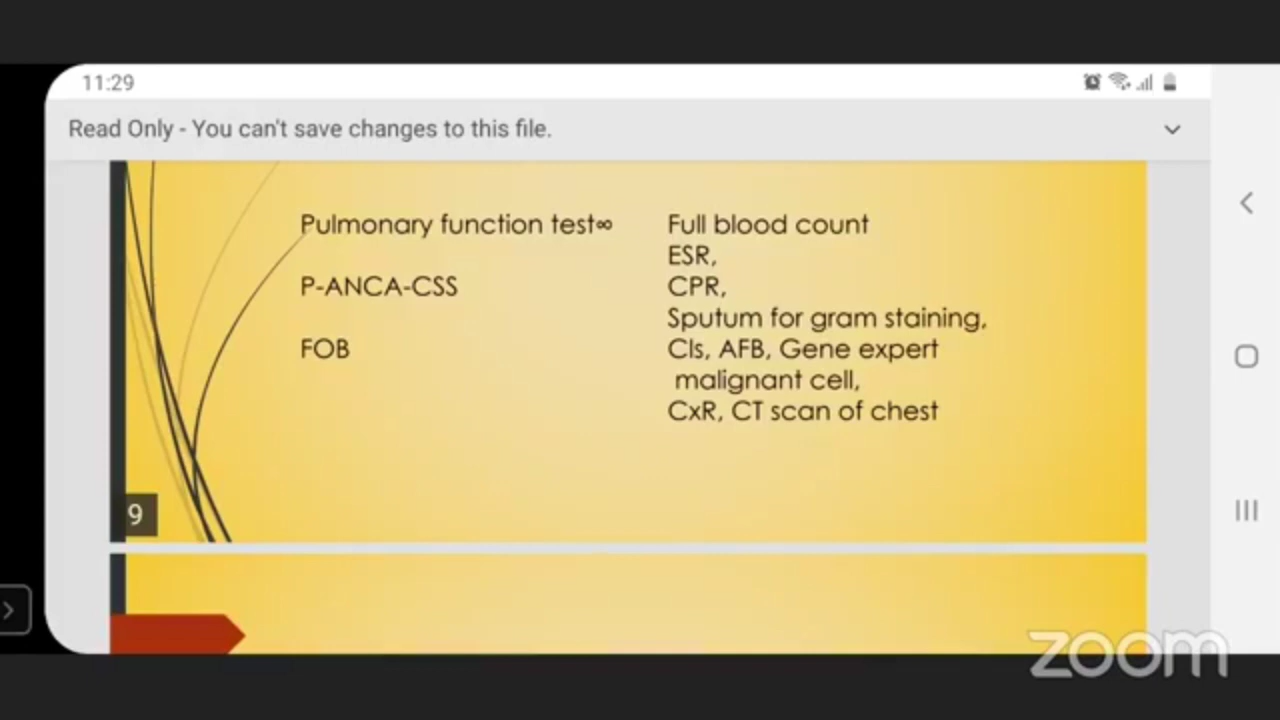 11:29
Read Only - You can't save changes to this file.
Pulmonary function test∞
P-ANCA-CSS
FOB
Full blood count
ESR,
CPR,
Sputum for gram staining,
Cls, AFB, Gene expert
malignant cell,
CxR, CT scan of chest
9
zoom